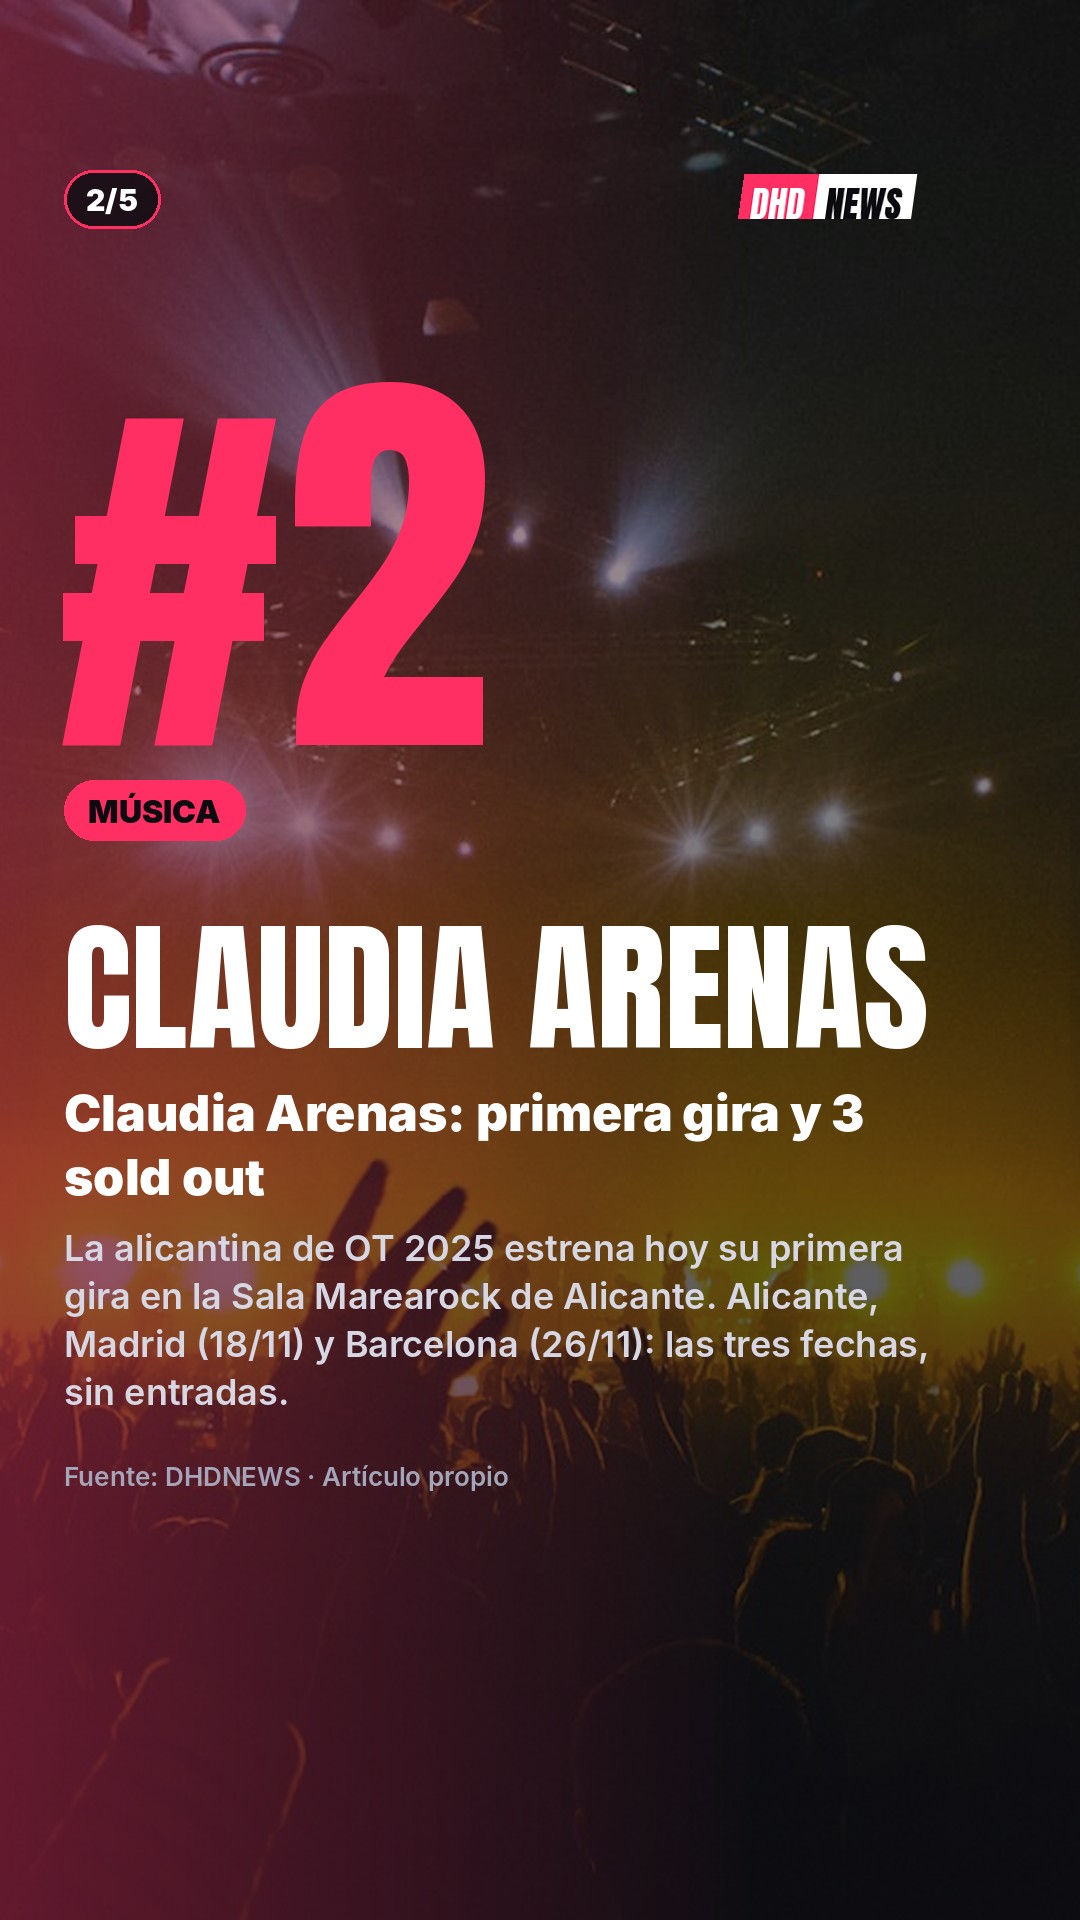 2/5
DHD NEWS
#2
MÚSICA
CLAUDIA ARENAS
Claudia Arenas: primera gira y 3
sold out
La alicantina de OT 2025 estrena hoy su primera
gira en la Sala Marearock de Alicante. Alicante,
Madrid (18/11) y Barcelona (26/11): las tres fechas,
sin entradas.
Fuente: DHDNEWS · Artículo propio